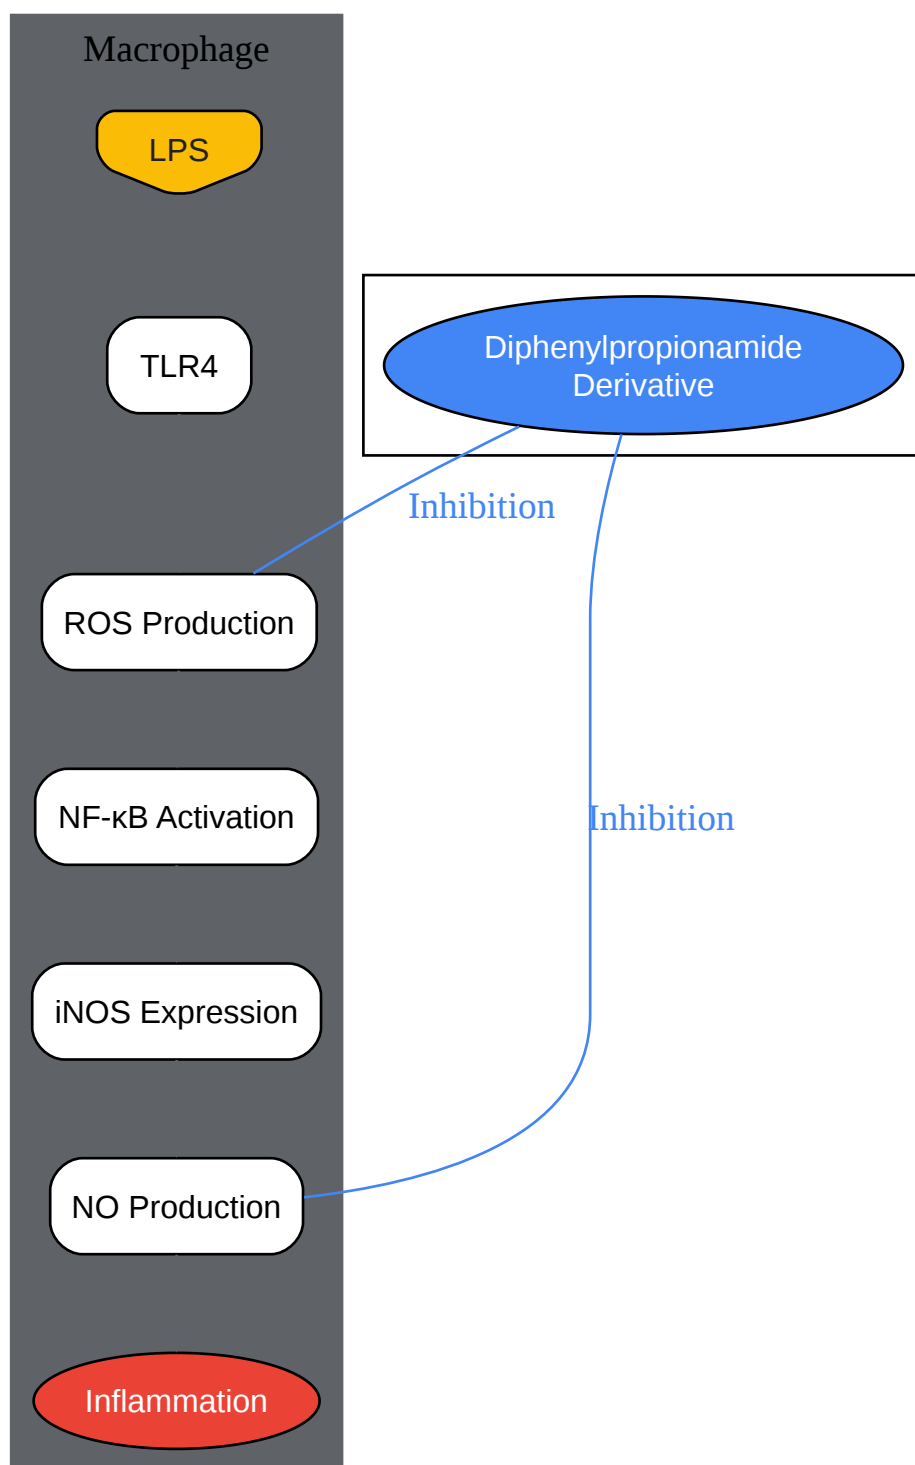 Macrophage
LPS
TLR4
Diphenylpropionamide
Derivative
Inhibition
ROS Production
NF-κB Activation
Inhibition
iNOS Expression
NO Production
Inflammation